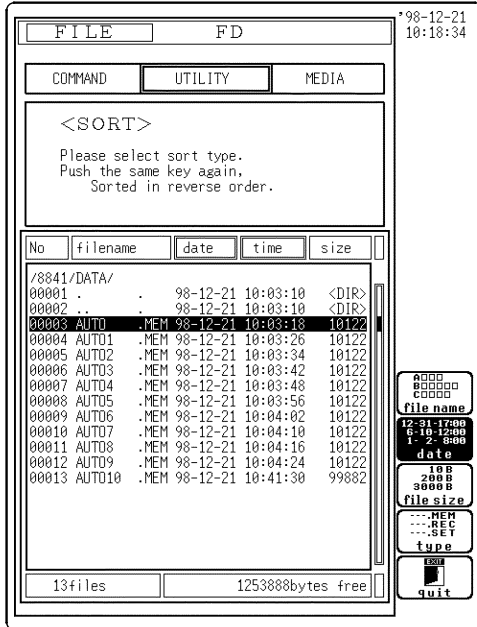 '98-12-21
10:18:34
FILE FD
COMMAND UTILITY MEDIA
<SORT>
Please select sort type.
Push the same key again,
Sorted in reverse order.
No filename date time size
/8841/DATA/
00001 . . 98-12-21 10:03:10 <DIR>
00002 .. . 98-12-21 10:03:10 <DIR>
00003 AUTO .MEM 98-12-21 10:03:18 10122
00004 AUTO1 .MEM 98-12-21 10:03:26 10122
00005 AUTO2 .MEM 98-12-21 10:03:34 10122
00006 AUTO3 .MEM 98-12-21 10:03:42 10122
00007 AUTO4 .MEM 98-12-21 10:03:48 10122
00008 AUTO5 .MEM 98-12-21 10:03:56 10122
00009 AUTO6 .MEM 98-12-21 10:04:02 10122
00010 AUTO7 .MEM 98-12-21 10:04:10 10122
00011 AUTO8 .MEM 98-12-21 10:04:16 10122
00012 AUTO9 .MEM 98-12-21 10:04:24 10122
00013 AUTO10 .MEM 98-12-21 10:41:30 99882
13files 1253888bytes free
A□□□
B□□□□□
C□□□□
file name
12-31-17:00
6-10-12:00
1- 2- 8:00
date
10B
200B
3000B
file size
---.MEM
---.REC
---.SET
type
EXIT
quit